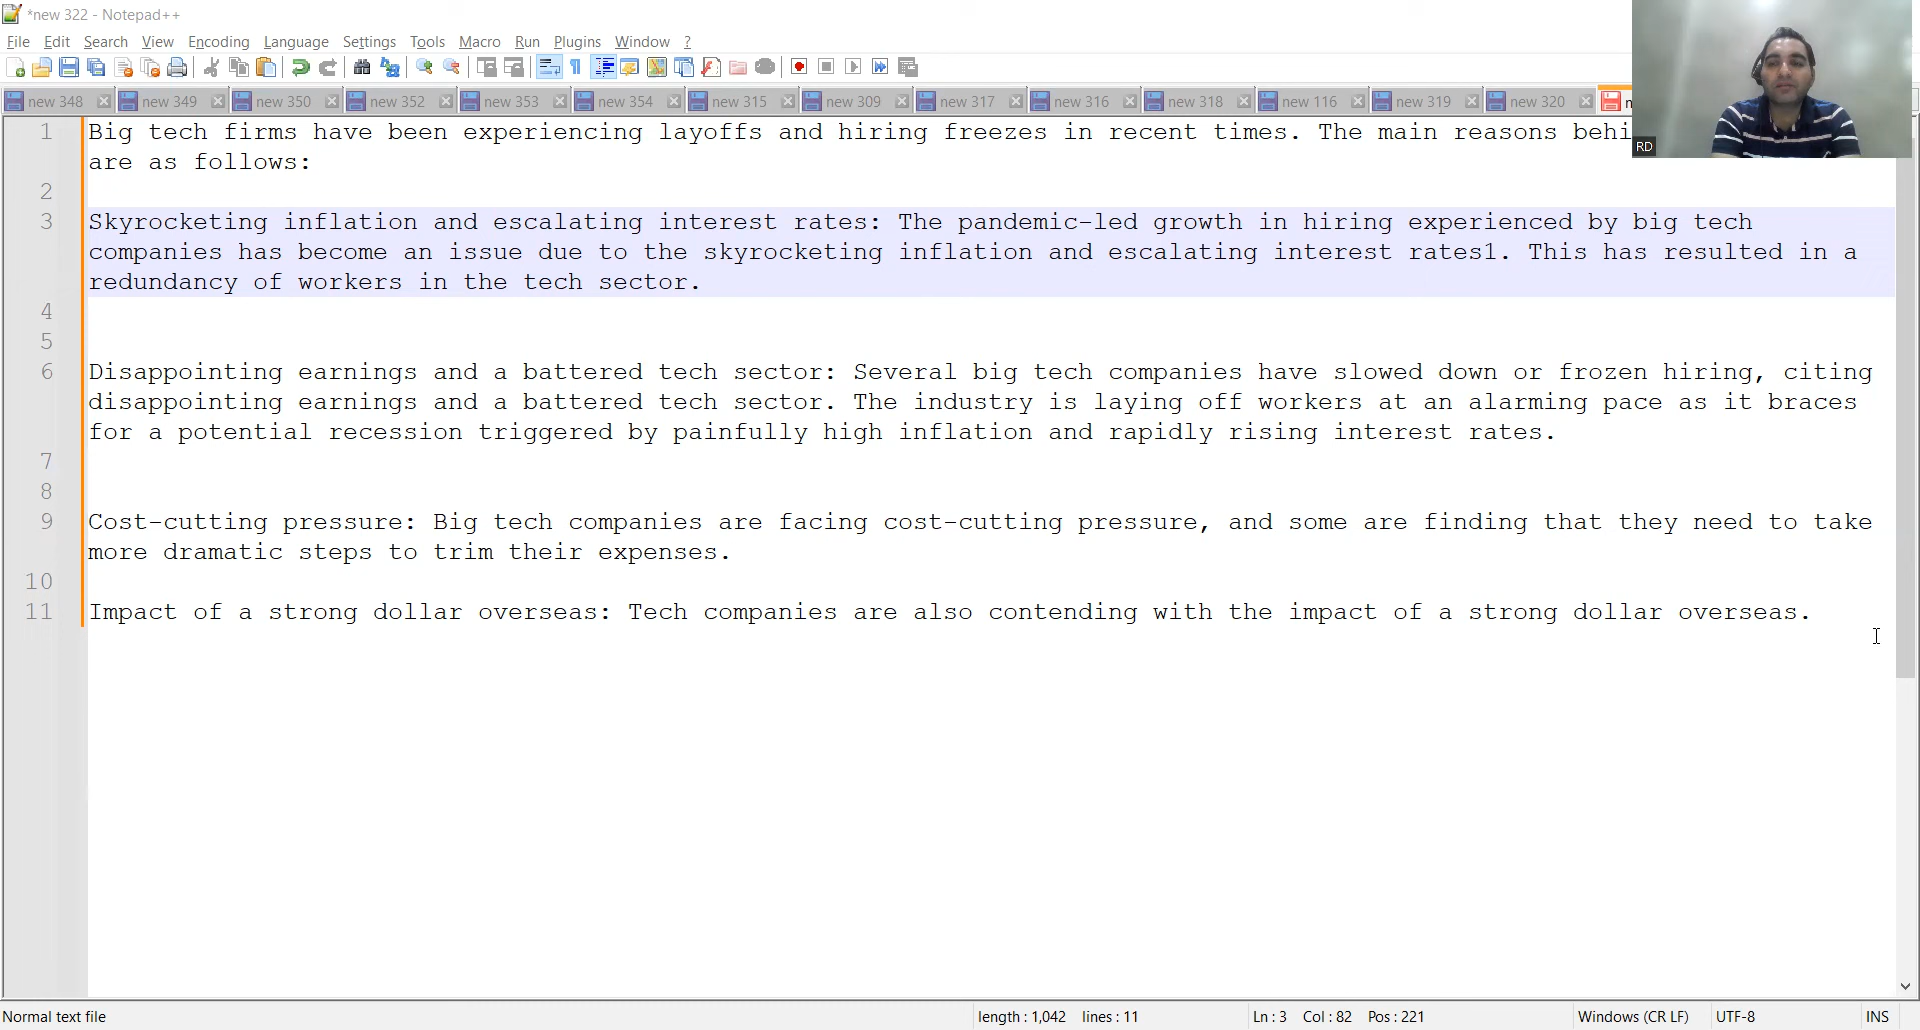 *new 322 - Notepad++
File Edit Search View Encoding Language Settings Tools Macro Run Plugins Window ?
new 348 new 349 new 350 new 352 new 353 new 354 new 315 new 309 new 317 new 316 new 318 new 116 new 319 new 320
RD
1 Big tech firms have been experiencing layoffs and hiring freezes in recent times. The main reasons
are as follows:
2
3 Skyrocketing inflation and escalating interest rates: The pandemic-led growth in hiring experienced by big tech
companies has become an issue due to the skyrocketing inflation and escalating interest rates1. This has resulted in a
redundancy of workers in the tech sector.
4
5
6 Disappointing earnings and a battered tech sector: Several big tech companies have slowed down or frozen hiring, citing
disappointing earnings and a battered tech sector. The industry is laying off workers at an alarming pace as it braces
for a potential recession triggered by painfully high inflation and rapidly rising interest rates.
7
8
9 Cost-cutting pressure: Big tech companies are facing cost-cutting pressure, and some are finding that they need to take
more dramatic steps to trim their expenses.
10
11 Impact of a strong dollar overseas: Tech companies are also contending with the impact of a strong dollar overseas.
Normal text file length : 1,042 lines : 11 Ln : 3 Col : 82 Pos : 221 Windows (CR LF) UTF-8 INS